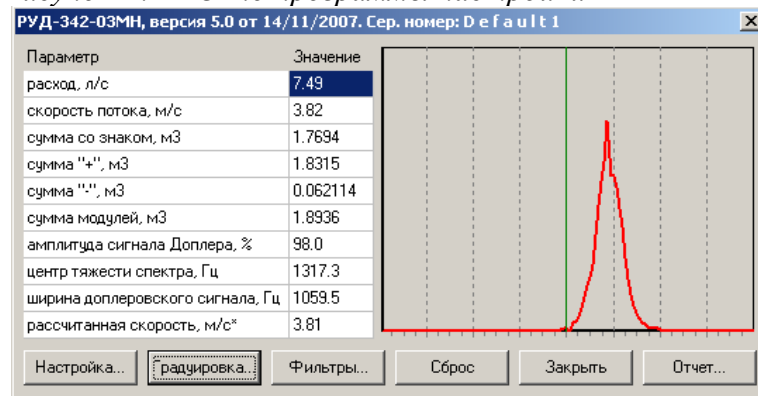 РУД-342-03МН, версия 5.0 от 14/11/2007. Сер. номер: D e f a u l t 1
Параметр Значение
расход, л/с 7.49
скорость потока, м/с 3.82
сумма со знаком, м3 1.7694
сумма "+", м3 1.8315
сумма "-", м3 0.062114
сумма модулей, м3 1.8936
амплитуда сигнала Доплера, % 98.0
центр тяжести спектра, Гц 1317.3
ширина доплеровского сигнала, Гц 1059.5
рассчитанная скорость, м/с* 3.81
Настройка... Градуировка... Фильтры... Сброс Закрыть Отчет...